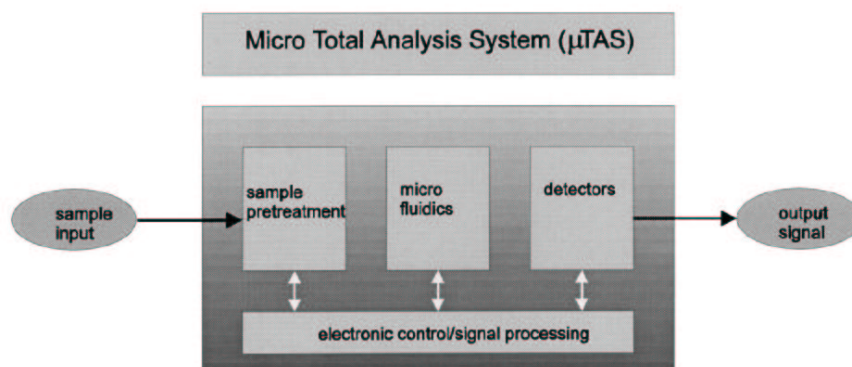 Micro Total Analysis System (µTAS)
sample
input
sample
pretreatment
micro
fluidics
detectors
output
signal
electronic control/signal processing